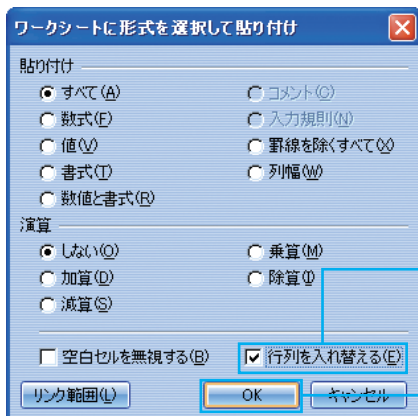 ワークシートに形式を選択して貼り付け
貼り付け
すべて(A) コメント(C)
数式(F) 入力規則(N)
値(V) 罫線を除くすべて(X)
書式(T) 列幅(W)
数値と書式(R)
演算
しない(O) 乗算(M)
加算(D) 除算(I)
減算(S)
空白セルを無視する(B) 行列を入れ替える(E)
リンク範囲(L) OK キャンセル